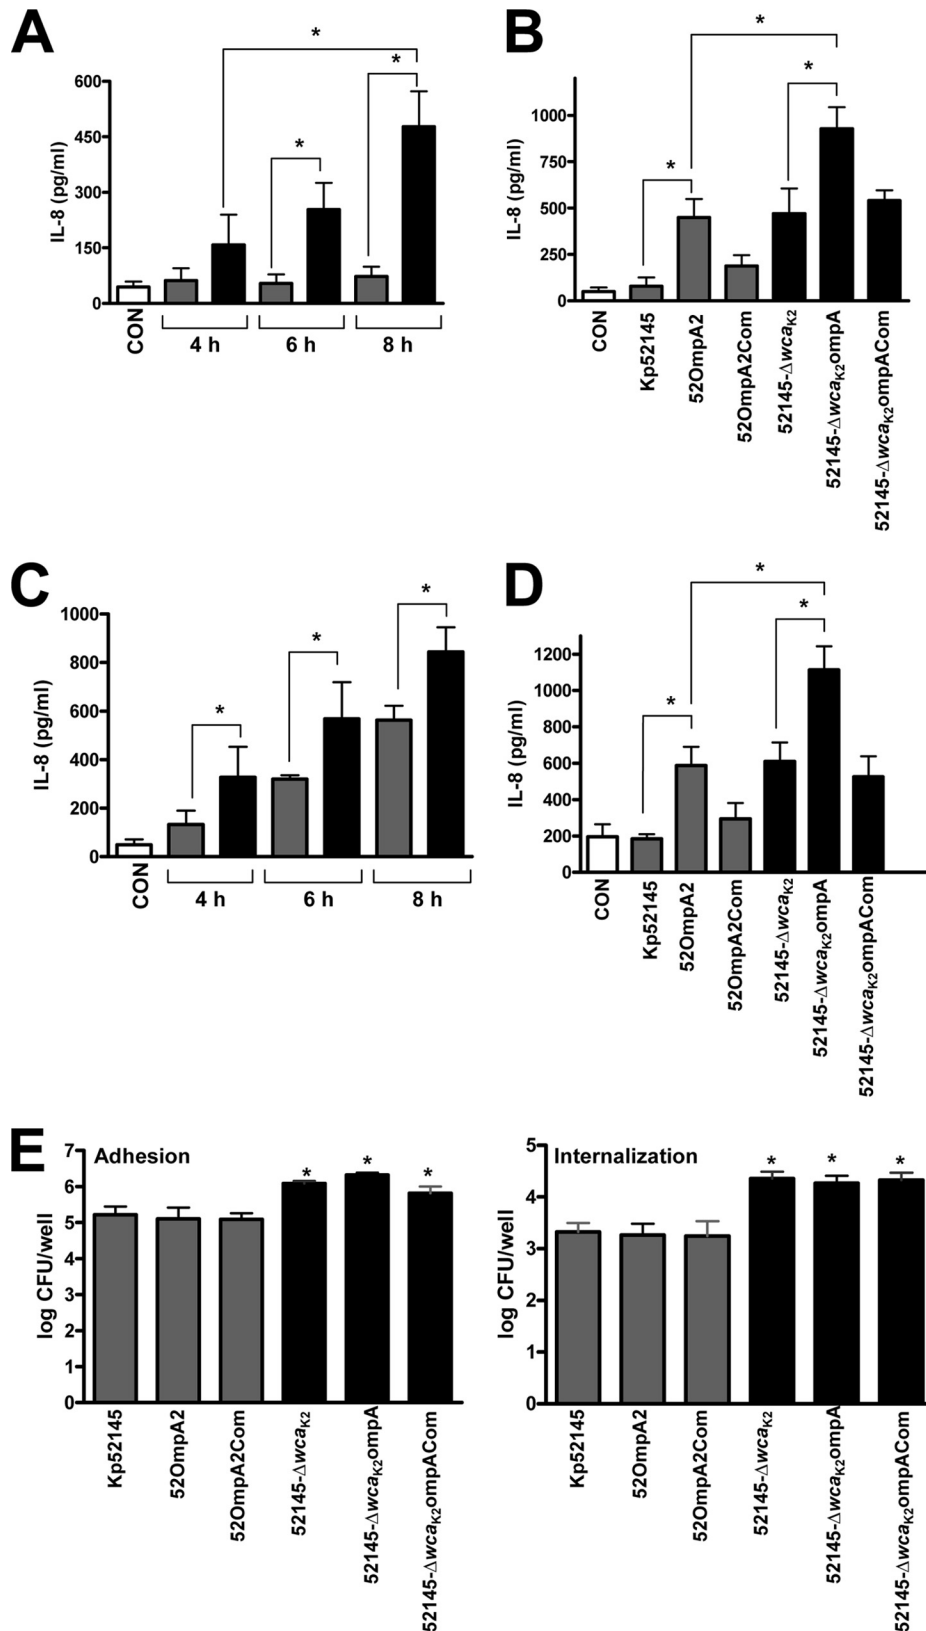 A
*
*
*
600
450
300
150
0
IL-8 (pg/ml)
CON
4 h
6 h
8 h
B
*
*
*
1000
750
500
250
0
IL-8 (pg/ml)
CON
Kp52145
52OmpA2
52OmpA2Com
52145-ΔwcaK2
52145-ΔwcaK2ompA
52145-ΔwcaK2ompACom
C
*
*
*
1000
800
600
400
200
0
IL-8 (pg/ml)
CON
4 h
6 h
8 h
D
*
*
*
1200
1000
800
600
400
200
0
IL-8 (pg/ml)
CON
Kp52145
52OmpA2
52OmpA2Com
52145-ΔwcaK2
52145-ΔwcaK2ompA
52145-ΔwcaK2ompACom
E
Adhesion
* * *
7
6
5
4
3
2
1
0
log CFU/well
Kp52145
52OmpA2
52OmpA2Com
52145-ΔwcaK2
52145-ΔwcaK2ompA
52145-ΔwcaK2ompACom
Internalization
* * *
5
4
3
2
1
0
log CFU/well
Kp52145
52OmpA2
52OmpA2Com
52145-ΔwcaK2
52145-ΔwcaK2ompA
52145-ΔwcaK2ompACom